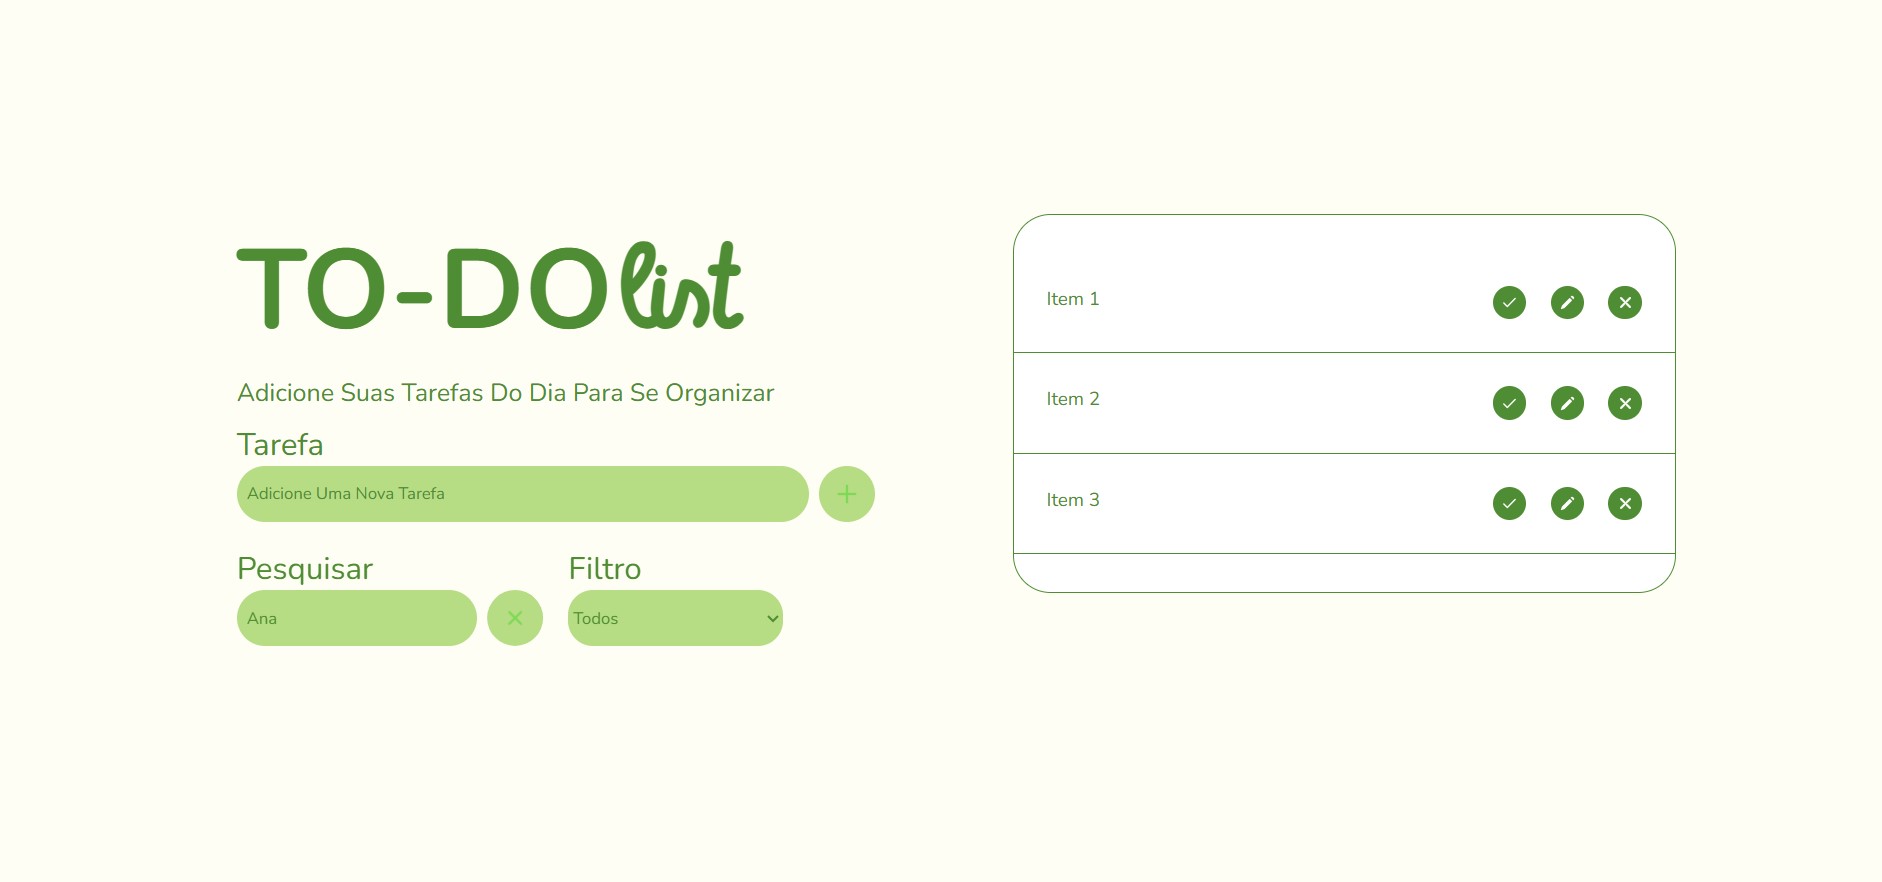 TO-DO list
Adicione Suas Tarefas Do Dia Para Se Organizar
Tarefa
Adicione Uma Nova Tarefa
Pesquisar
Filtro
Ana
Todos
Item 1
Item 2
Item 3